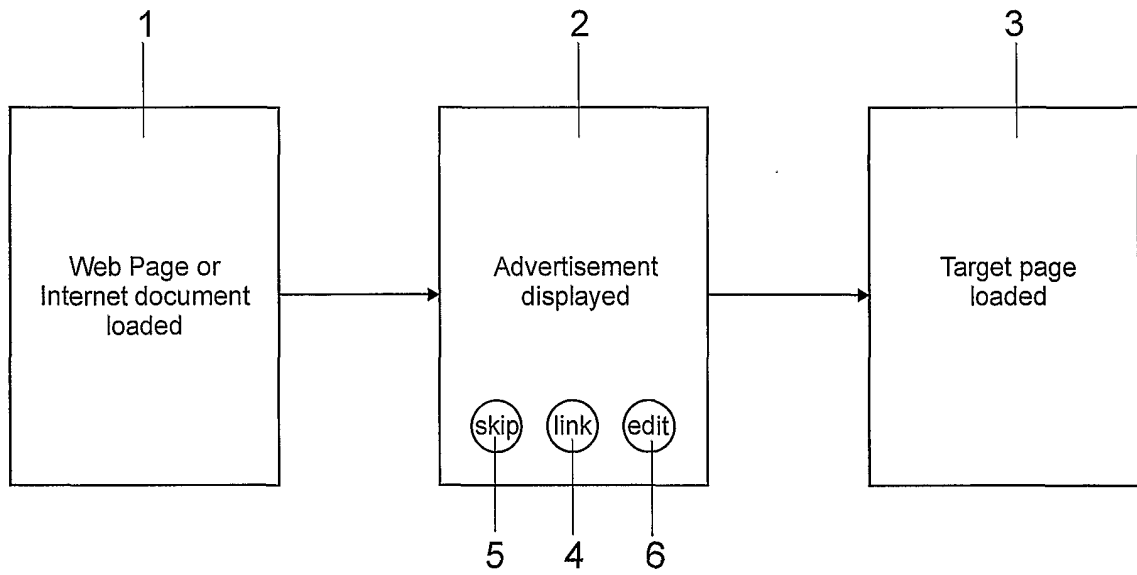 1
2
3
Web Page or
Internet document
loaded
Advertisement
displayed
Target page
loaded
skip
link
edit
5
4
6